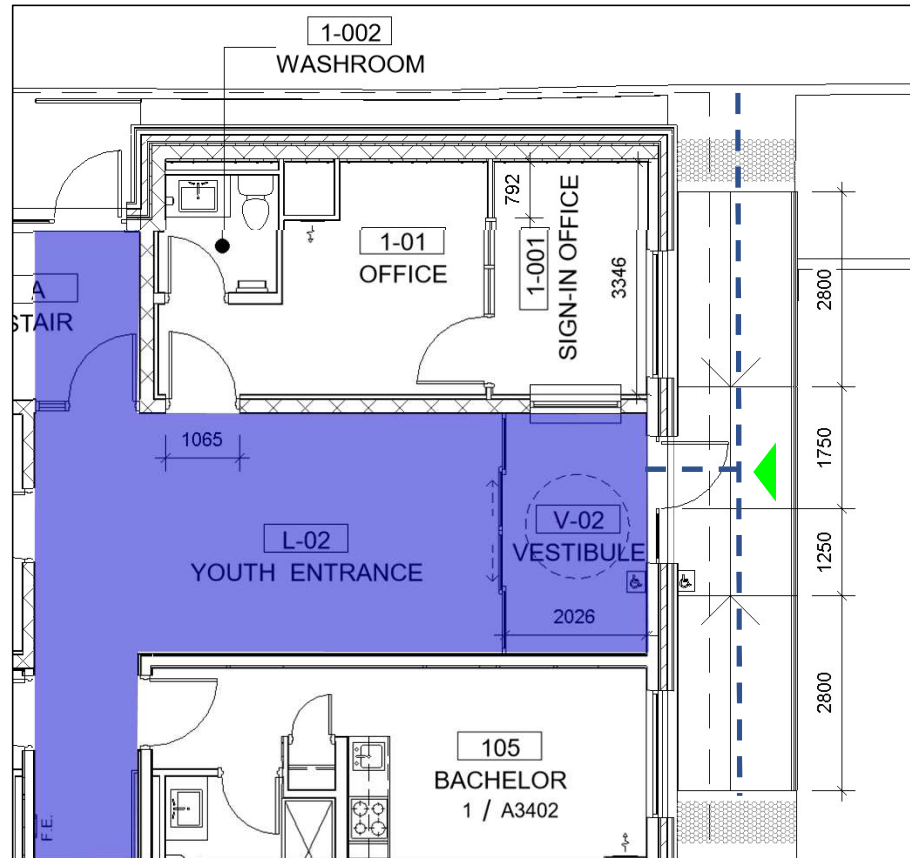 1-002
WASHROOM
792
1-001
SIGN-IN OFFICE
3346
1-01
OFFICE
2800
A
STAIR
1065
1750
L-02
YOUTH ENTRANCE
V-02
VESTIBULE
1250
2026
2800
105
BACHELOR
1 / A3402
F.E.